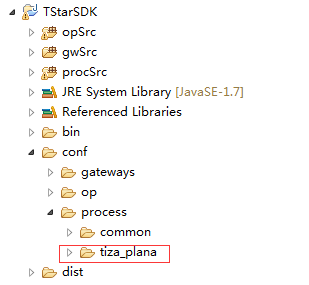 TStarSDK
opSrc
gwSrc
procSrc
JRE System Library [JavaSE-1.7]
Referenced Libraries
bin
conf
gateways
op
process
common
tiza_plana
dist